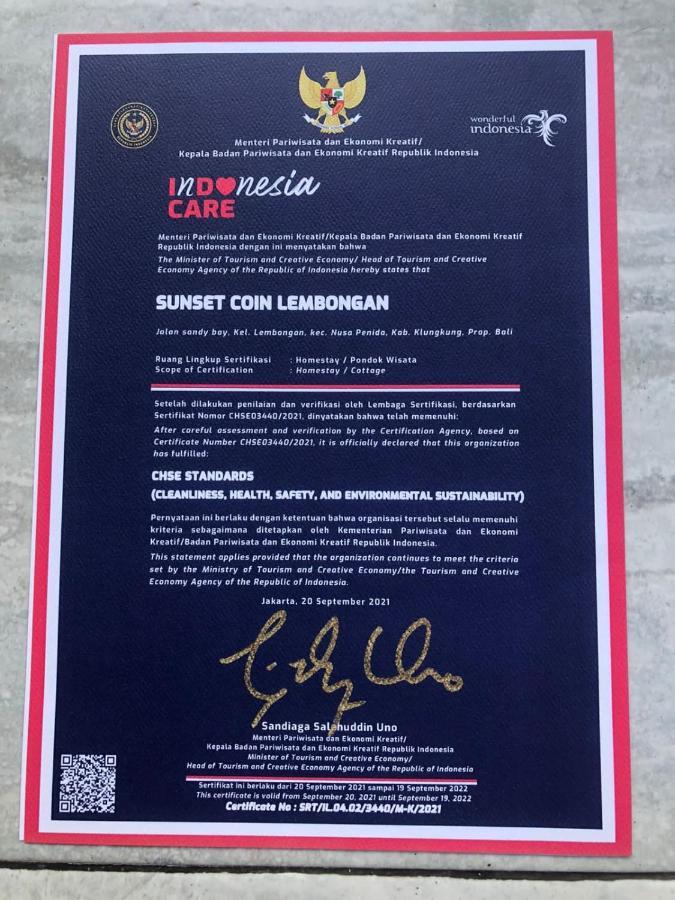 Menteri Pariwisata dan Ekonomi Kreatif/
Kepala Badan Pariwisata dan Ekonomi Kreatif Republik Indonesia
wonderful
indonesia
INDONesia
CARE
Menteri Pariwisata dan Ekonomi Kreatif/Kepala Badan Pariwisata dan Ekonomi Kreatif
Republik Indonesia dengan ini menyatakan bahwa
The Minister of Tourism and Creative Economy/ Head of Tourism and Creative
Economy Agency of the Republic of Indonesia hereby states that
SUNSET COIN LEMBONGAN
Jalan sandy bay, Kel. Lembongan, kec. Nusa Penida, Kab. Klungkung, Prop. Bali
Ruang Lingkup Sertifikasi : Homestay / Pondok Wisata
Scope of Certification : Homestay / Cottage
Setelah dilakukan penilaian dan verifikasi oleh Lembaga Sertifikasi, berdasarkan
Sertifikat Nomor CHSE03440/2021, dinyatakan bahwa telah memenuhi:
After careful assessment and verification by the Certification Agency, based on
Certificate Number CHSE03440/2021, it is officially declared that this organization
has fulfilled:
CHSE STANDARDS
(CLEANLINESS, HEALTH, SAFETY, AND ENVIRONMENTAL SUSTAINABILITY)
Pernyataan ini berlaku dengan ketentuan bahwa organisasi tersebut selalu memenuhi
kriteria sebagaimana ditetapkan oleh Kementerian Pariwisata dan Ekonomi
Kreatif/Badan Pariwisata dan Ekonomi Kreatif Republik Indonesia.
This statement applies provided that the organization continues to meet the criteria
set by the Ministry of Tourism and Creative Economy/the Tourism and Creative
Economy Agency of the Republic of Indonesia.
Jakarta, 20 September 2021
Sandiaga Salahuddin Uno
Menteri Pariwisata dan Ekonomi Kreatif/
Kepala Badan Pariwisata dan Ekonomi Kreatif Republik Indonesia
Minister of Tourism and Creative Economy/
Head of Tourism and Creative Economy Agency of the Republic of Indonesia
Sertifikat ini berlaku dari 20 September 2021 sampai 19 September 2022
This certificate is valid from September 20, 2021 until September 19, 2022
Certificate No : SRT/IL.04.02/3440/M-K/2021